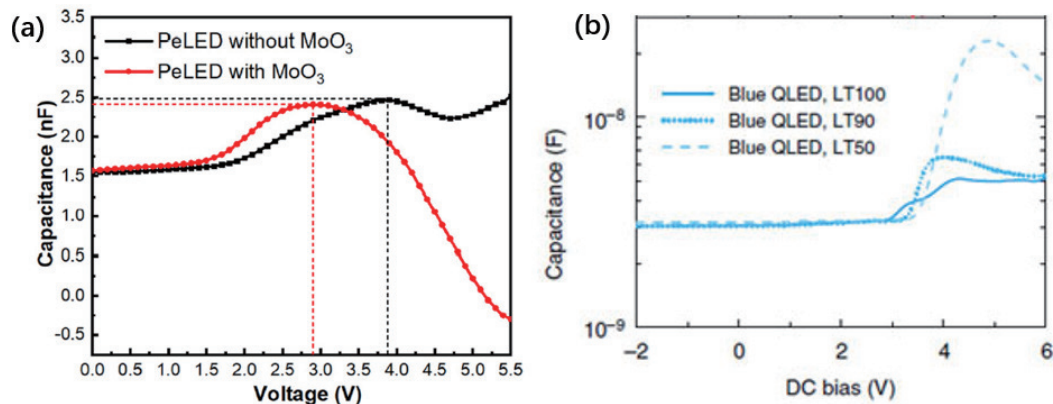 (a)
3.5
3.0
2.5
2.0
1.5
1.0
0.5
0.0
-0.5
Capacitance (nF)
PeLED without MoO₃
PeLED with MoO₃
0.0 0.5 1.0 1.5 2.0 2.5 3.0 3.5 4.0 4.5 5.0 5.5
Voltage (V)
(b)
10⁻⁸
10⁻⁹
Capacitance (F)
Blue QLED, LT100
Blue QLED, LT90
Blue QLED, LT50
−2 0 2 4 6
DC bias (V)